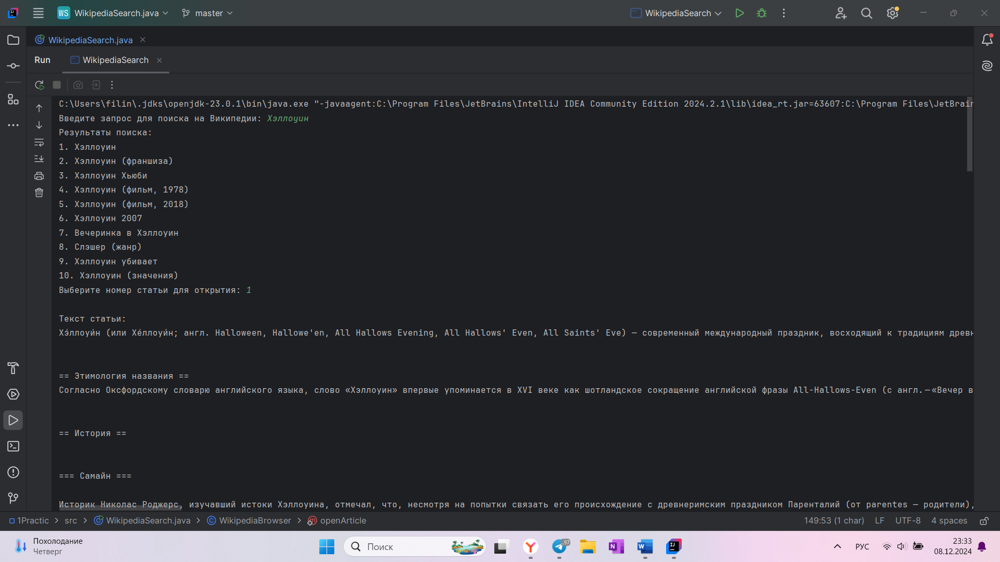 WS WikipediaSearch.java master WikipediaSearch
WikipediaSearch.java
Run WikipediaSearch
C:\Users\filin\.jdks\openjdk-23.0.1\bin\java.exe "-javaagent:C:\Program Files\JetBrains\IntelliJ IDEA Community Edition 2024.2.1\lib\idea_rt.jar=63607:C:\Program Files\JetBrain
Введите запрос для поиска на Википедии: Хэллоуин
Результаты поиска:
1. Хэллоуин
2. Хэллоуин (франшиза)
3. Хэллоуин Хьюби
4. Хэллоуин (фильм, 1978)
5. Хэллоуин (фильм, 2018)
6. Хэллоуин 2007
7. Вечеринка в Хэллоуин
8. Слэшер (жанр)
9. Хэллоуин убивает
10. Хэллоуин (значения)
Выберите номер статьи для открытия: 1
Текст статьи:
Хэ́ллоуи́н (или Хе́ллоуи́н; англ. Halloween, Hallowe'en, All Hallows Evening, All Hallows' Even, All Saints' Eve) — современный международный праздник, восходящий к традициям древн
== Этимология названия ==
Согласно Оксфордскому словарю английского языка, слово «Хэллоуин» впервые упоминается в XVI веке как шотландское сокращение английской фразы All-Hallows-Even (с англ. — «Вечер в
== История ==
=== Самайн ===
Историк Николас Роджерс, изучавший истоки Хэллоуина, отмечал, что, несмотря на попытки связать его происхождение с древнеримским праздником Паренталий (от parentes — родители),
1Practic src WikipediaSearch.java WikipediaBrowser openArticle 149:53 (1 char) LF UTF-8 4 spaces
Похолодание
Четверг
Поиск
..97
РУС
23:33
08.12.2024